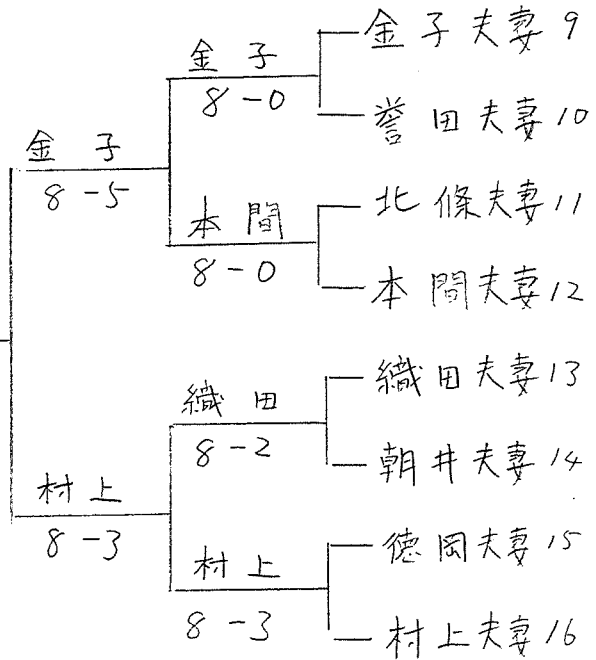 金子夫妻 9
金子
8-0
誉田夫妻 10
金子
8-5
北條夫妻 11
本間
8-0
本間夫妻 12
織田夫妻 13
織田
8-2
朝井夫妻 14
村上
8-3
徳岡夫妻 15
村上
8-3
村上夫妻 16